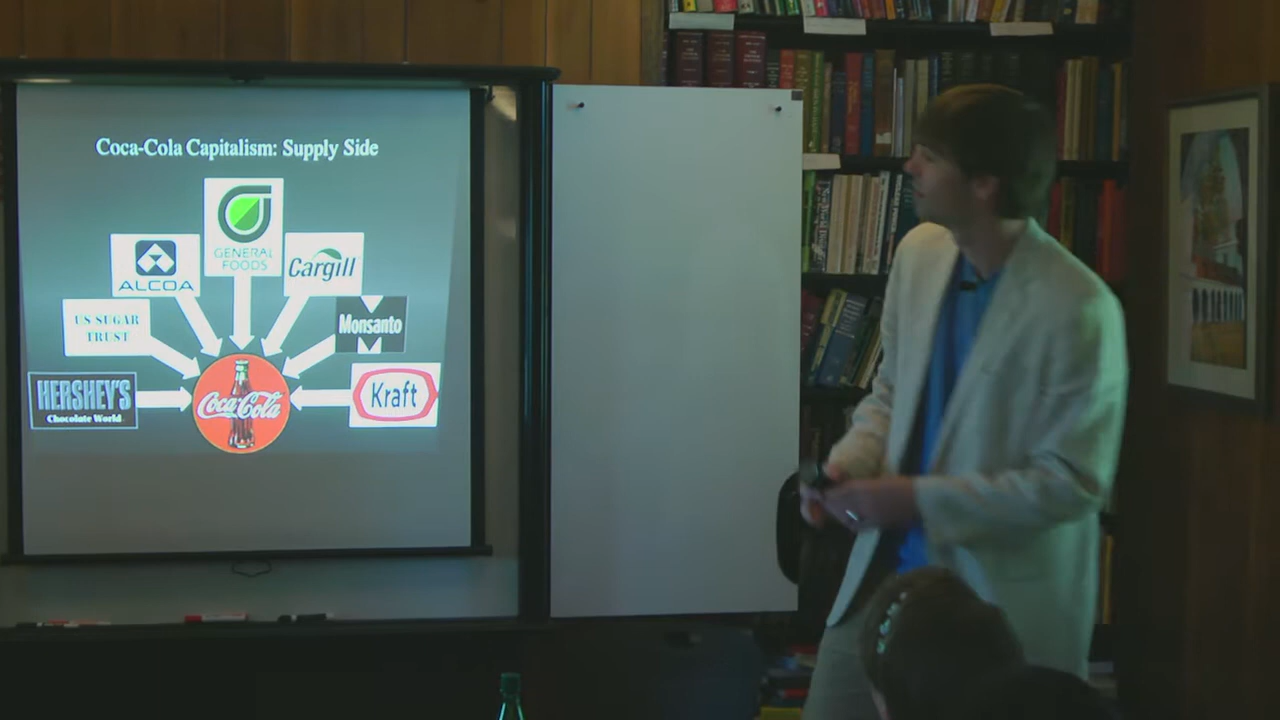 Coca-Cola Capitalism: Supply Side
GENERAL
FOODS
ALCOA
Cargill
US SUGAR
TRUST
Monsanto
HERSHEY'S
Chocolate World
Coca-Cola
Kraft